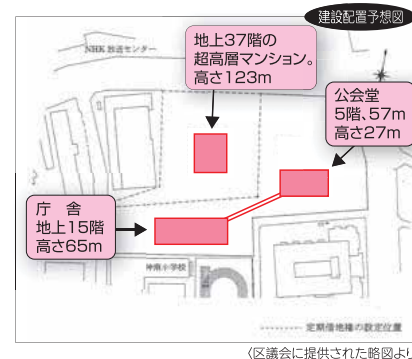 建設配置予想図
NHK 放送センター
地上37階の
超高層マンション。
高さ123m
公会堂
5階、57m
高さ27m
庁 舎
地上15階
高さ65m
神南小学校
定期借地権の設定位置
〈区議会に提供された略図より